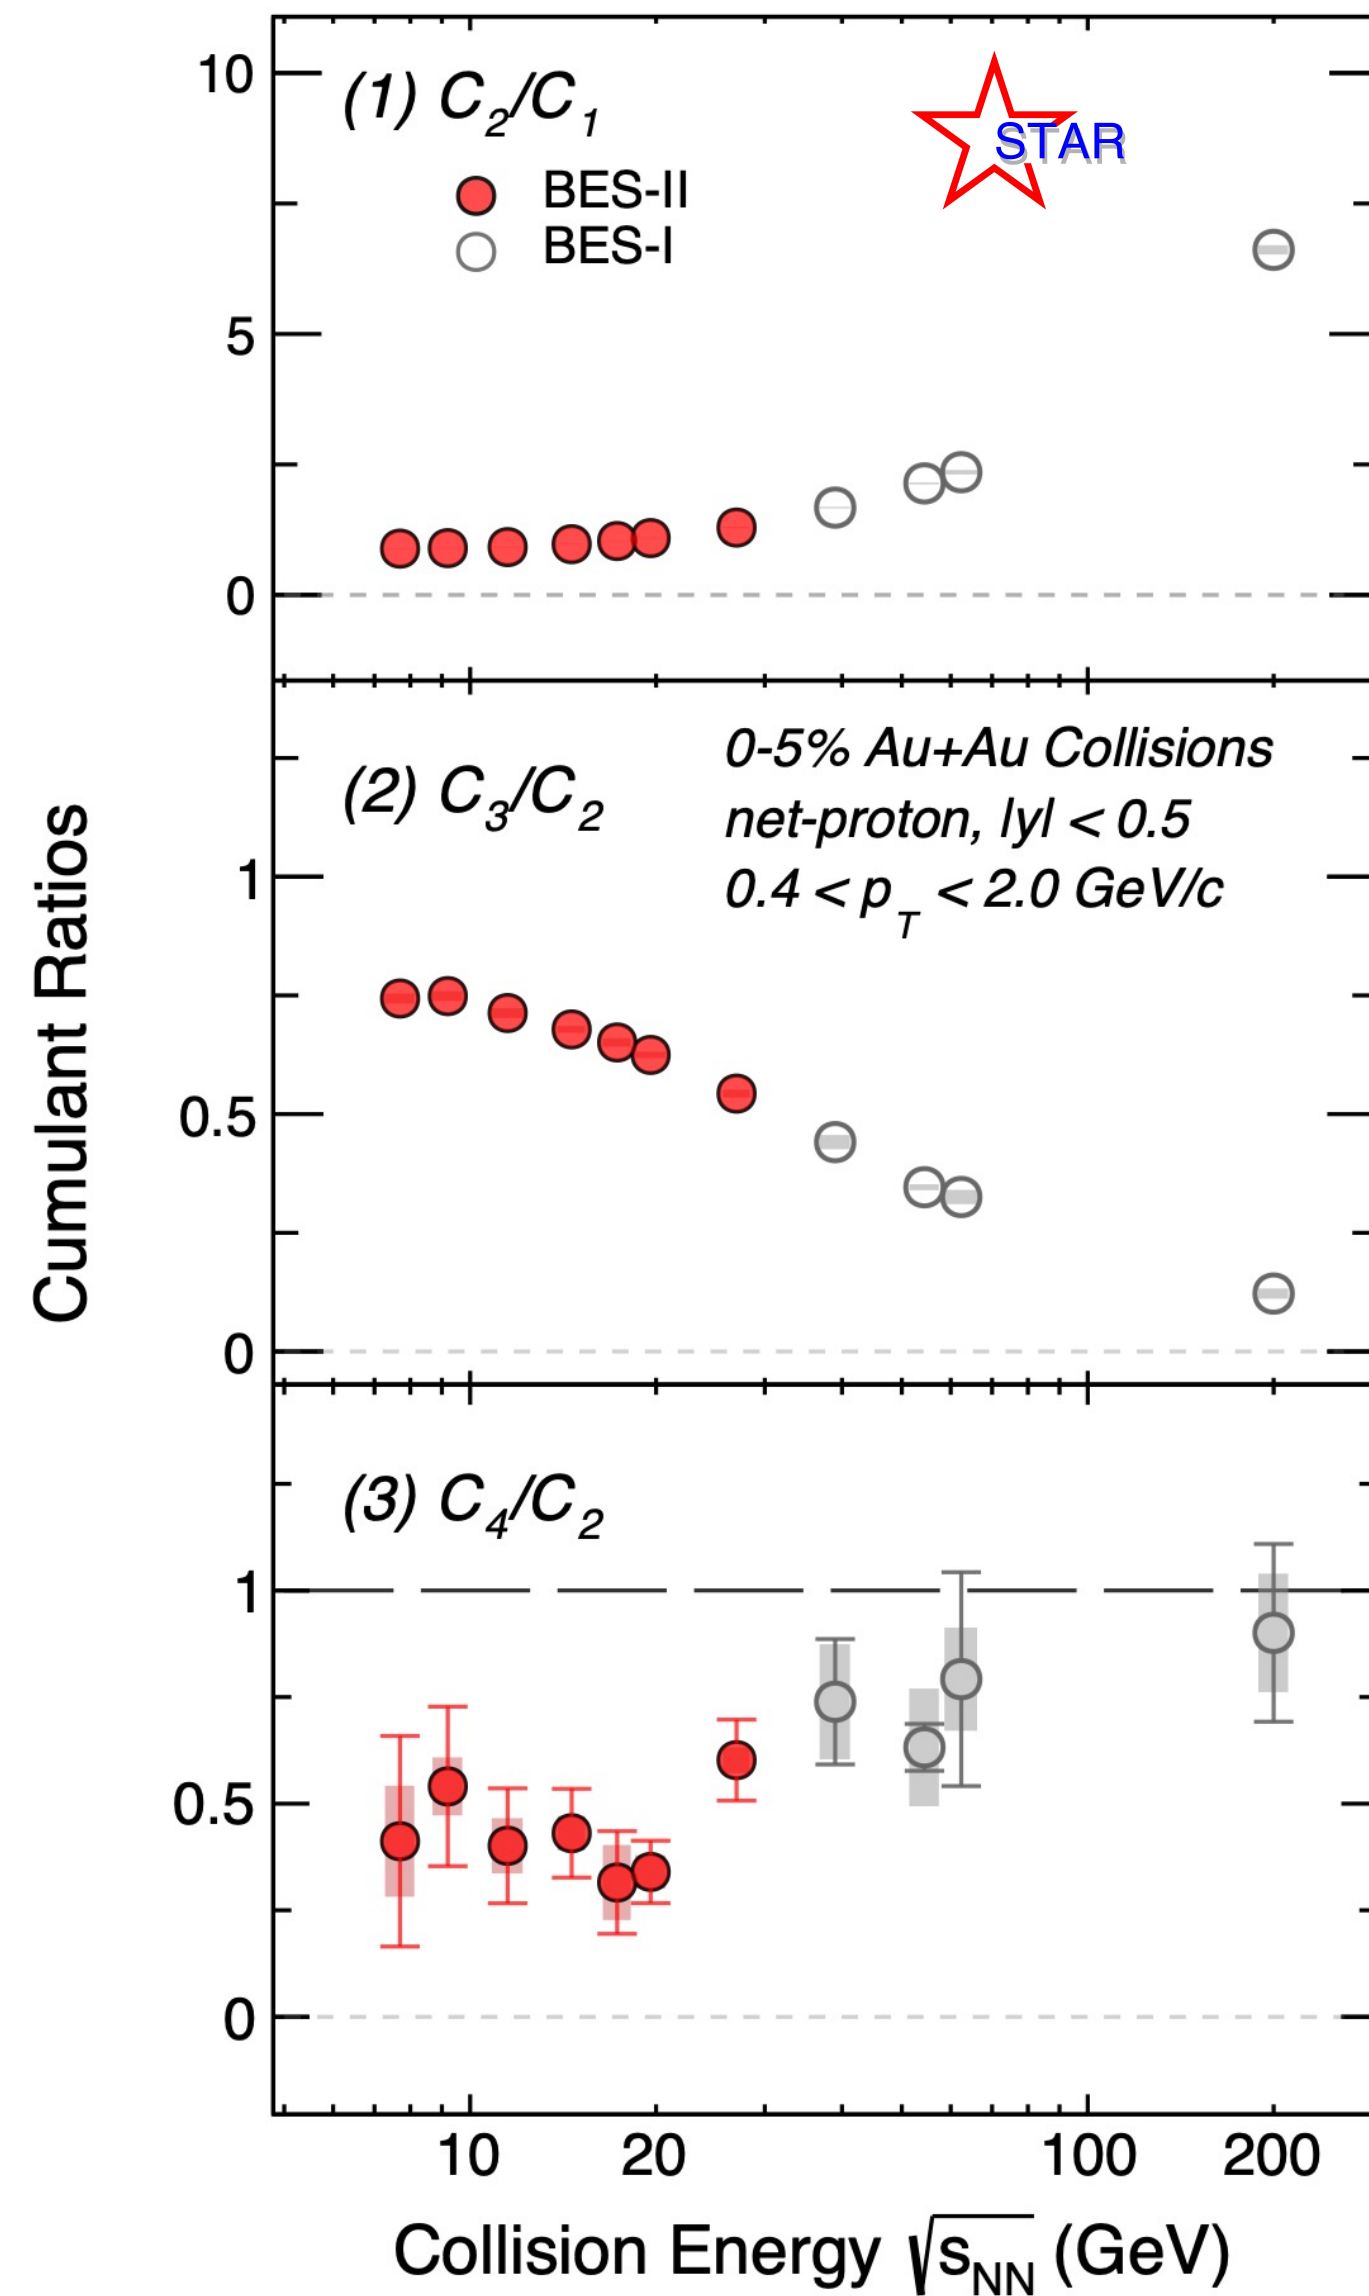 10
(1) C2/C1
STAR
BES-II
BES-I
5
0
0-5% Au+Au Collisions
(2) C3/C2
net-proton, lyl < 0.5
1
0.4 < pT < 2.0 GeV/c
Cumulant Ratios
0.5
0
(3) C4/C2
1
0.5
0
10 20 100 200
Collision Energy √sNN (GeV)